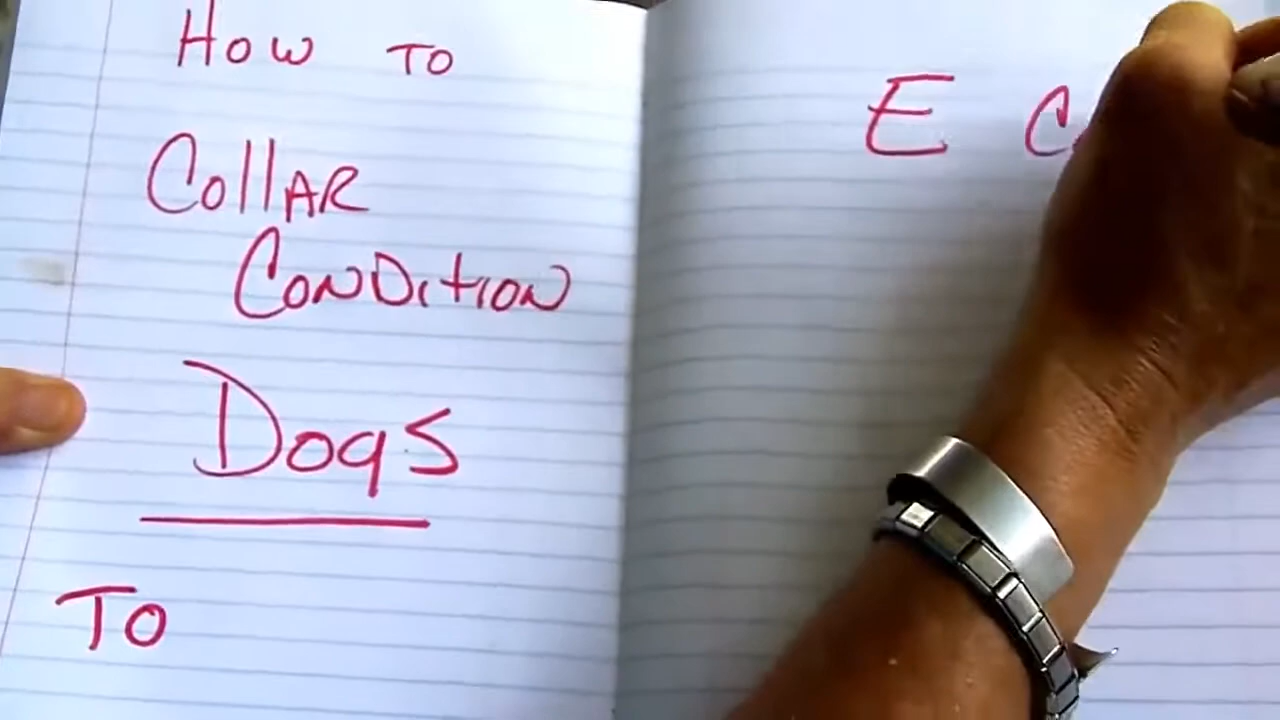 How TO
CollAR
CONDitION
DogS
To
E